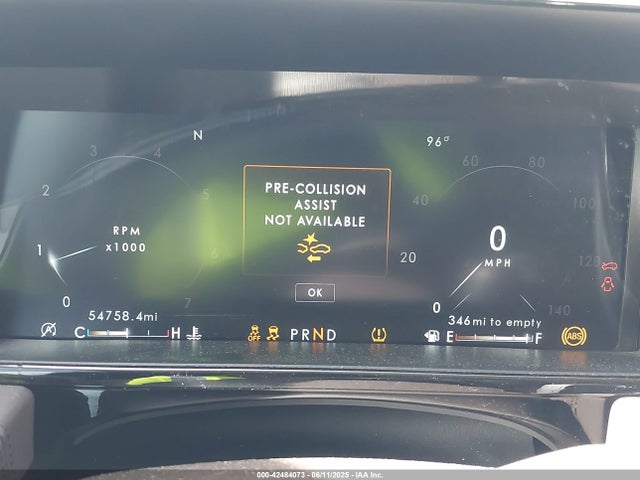 N
96°
3
4
60
80
2
5
PRE-COLLISION
ASSIST
NOT AVAILABLE
40
100
RPM
x1000
0
MPH
1
6
20
120
OK
0
7
0
140
54758.4mi
346mi to empty
C
H
OFF
PRND
E
F
ABS
000-42484073 - 06/11/2025 - IAA Inc.